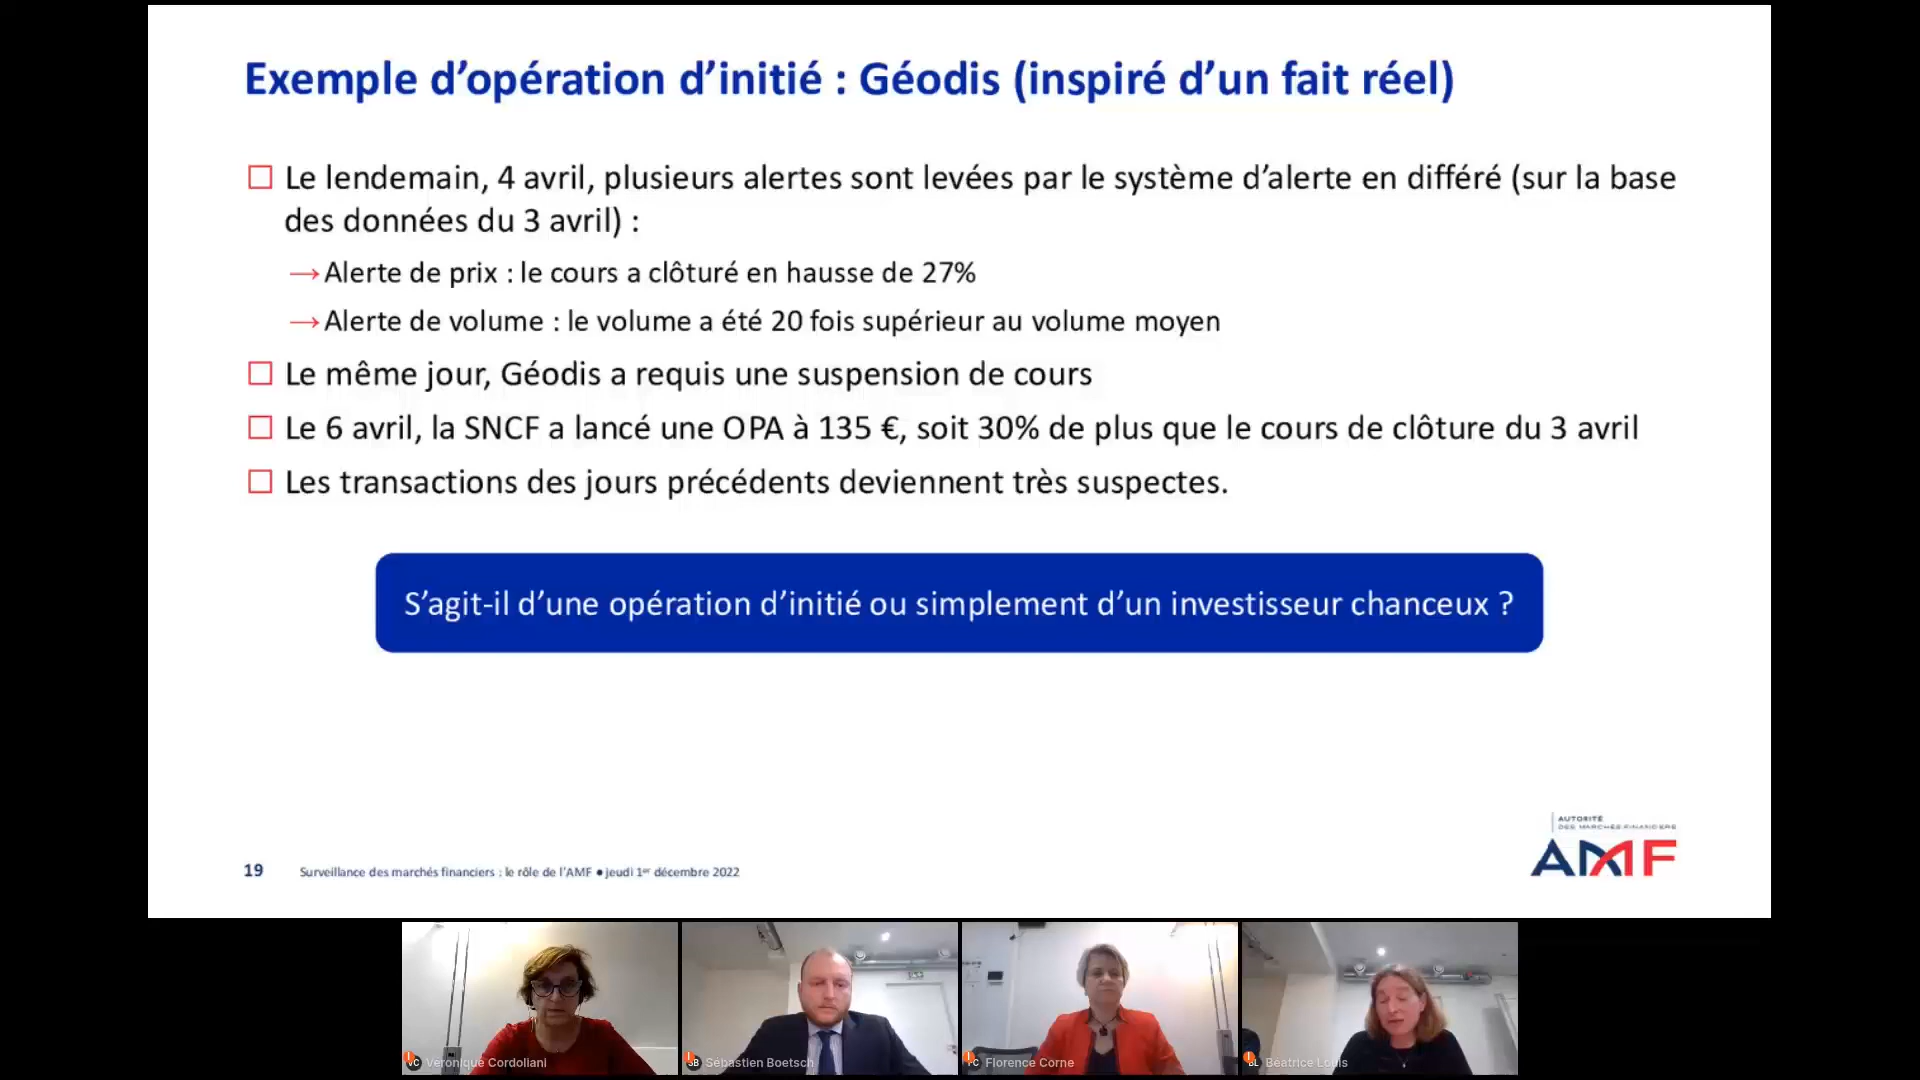 Exemple d’opération d’initié : Géodis (inspiré d’un fait réel)
Le lendemain, 4 avril, plusieurs alertes sont levées par le système d’alerte en différé (sur la base
des données du 3 avril) :
Alerte de prix : le cours a clôturé en hausse de 27%
Alerte de volume : le volume a été 20 fois supérieur au volume moyen
Le même jour, Géodis a requis une suspension de cours
Le 6 avril, la SNCF a lancé une OPA à 135 €, soit 30% de plus que le cours de clôture du 3 avril
Les transactions des jours précédents deviennent très suspectes.
S’agit-il d’une opération d’initié ou simplement d’un investisseur chanceux ?
AUTORITÉ
DES MARCHÉS FINANCIERS
AMF
19 Surveillance des marchés financiers : le rôle de l’AMF ● jeudi 1er décembre 2022
VC Véronique Cordoliani
SB Sébastien Boetsch
FC Florence Corne
BL Béatrice Louis